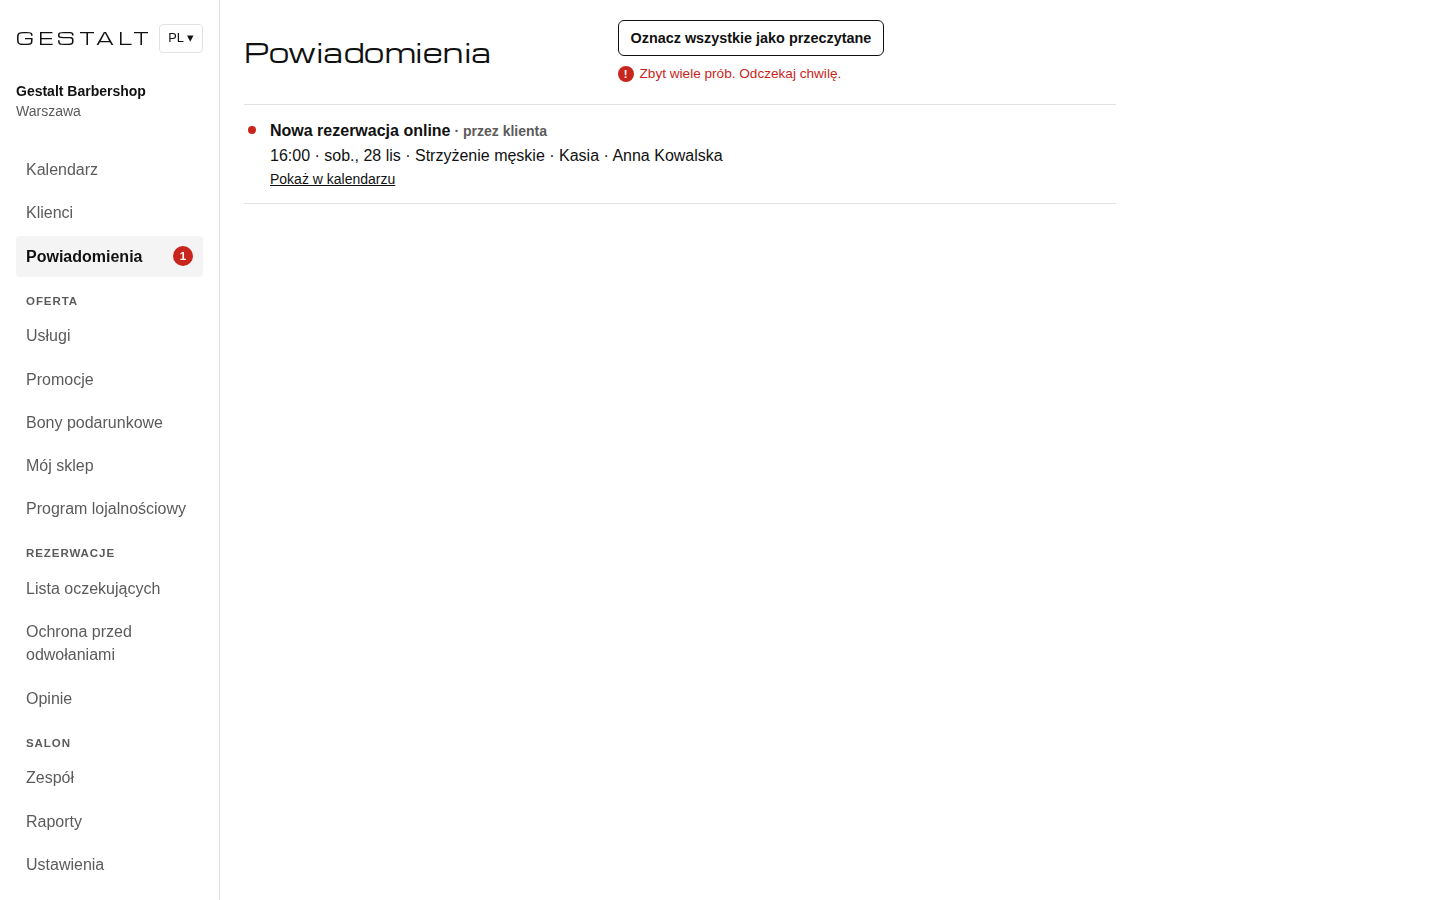 GESTALT
PL ▾
Gestalt Barbershop
Warszawa
Kalendarz
Klienci
Powiadomienia 1
OFERTA
Usługi
Promocje
Bony podarunkowe
Mój sklep
Program lojalnościowy
REZERWACJE
Lista oczekujących
Ochrona przed
odwołaniami
Opinie
SALON
Zespół
Raporty
Ustawienia
Powiadomienia
Oznacz wszystkie jako przeczytane
! Zbyt wiele prób. Odczekaj chwilę.
Nowa rezerwacja online · przez klienta
16:00 · sob., 28 lis · Strzyżenie męskie · Kasia · Anna Kowalska
Pokaż w kalendarzu